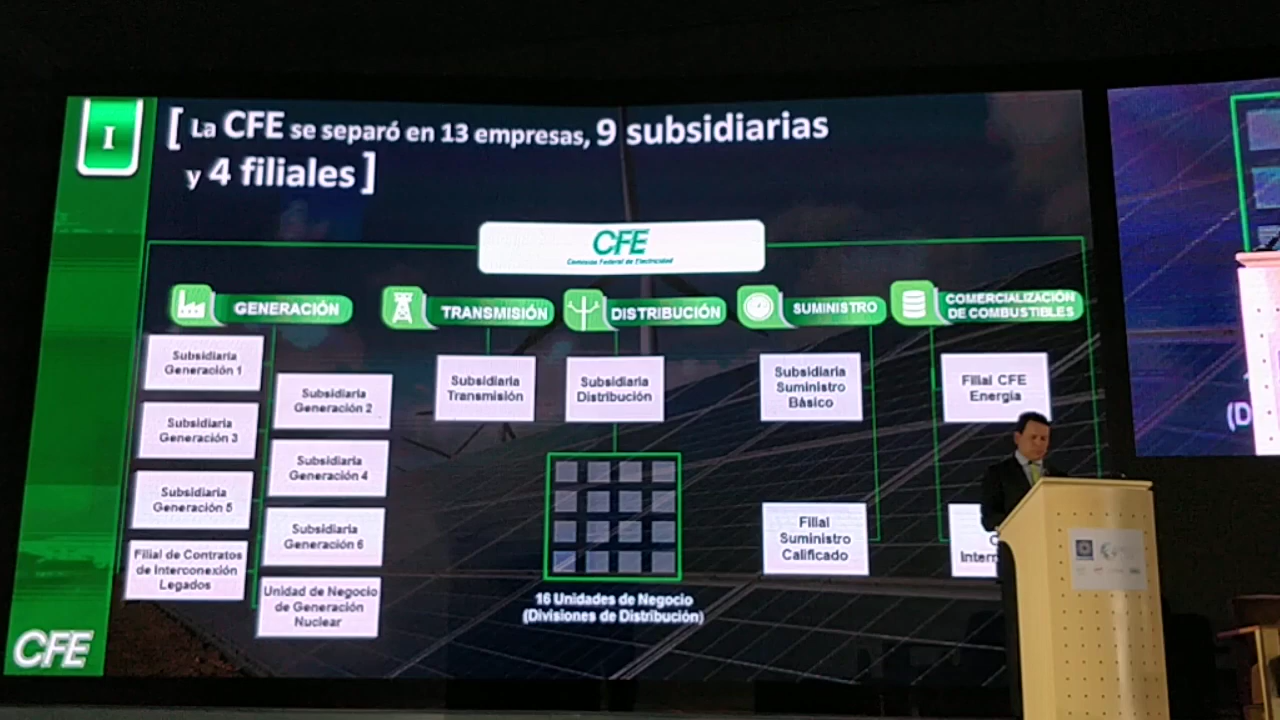 I
[ La CFE se separó en 13 empresas, 9 subsidiarias
y 4 filiales ]
CFE
Comisión Federal de Electricidad
GENERACIÓN
TRANSMISIÓN
DISTRIBUCIÓN
SUMINISTRO
COMERCIALIZACIÓN
DE COMBUSTIBLES
Subsidiaria
Generación 1
Subsidiaria
Generación 2
Subsidiaria
Generación 3
Subsidiaria
Generación 4
Subsidiaria
Generación 5
Subsidiaria
Generación 6
Filial de Contratos
de Interconexión
Legados
Unidad de Negocio
de Generación
Nuclear
Subsidiaria
Transmisión
Subsidiaria
Distribución
16 Unidades de Negocio
(Divisiones de Distribución)
Subsidiaria
Suministro
Básico
Filial
Suministro
Calificado
Filial CFE
Energía
C
Intern
(D
CFE